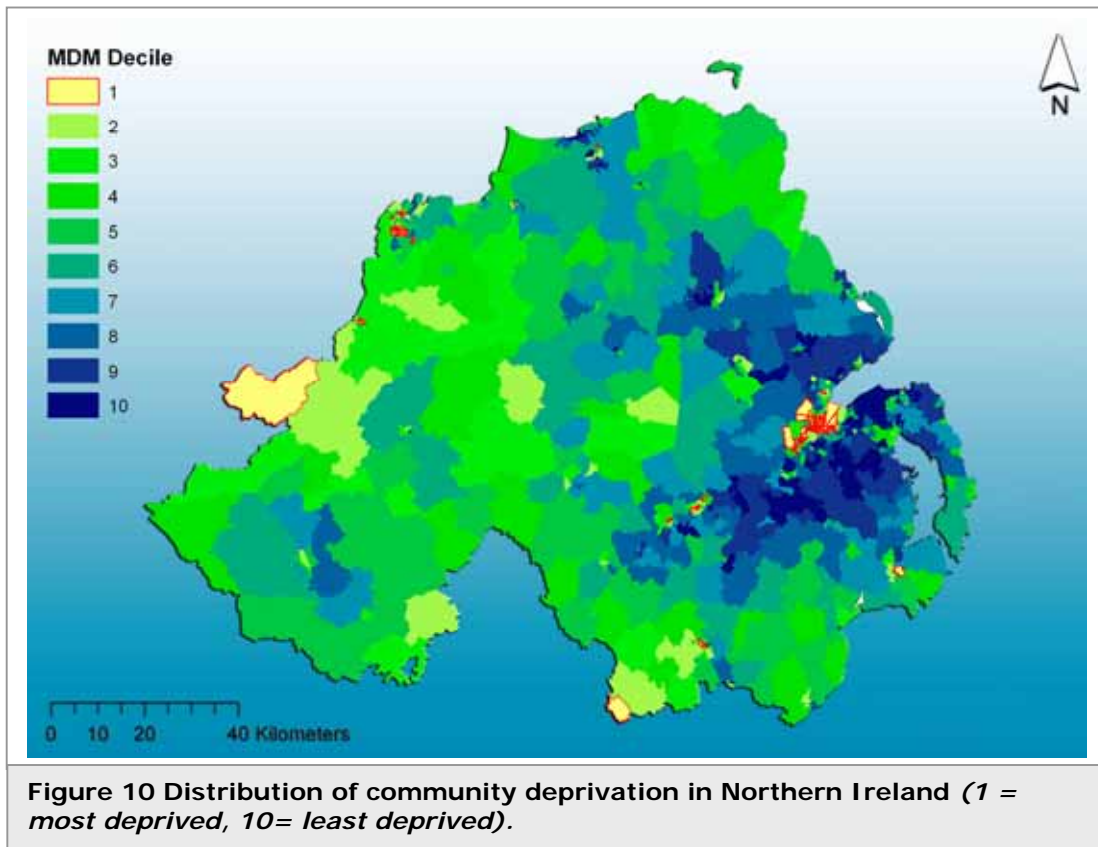 MDM Decile
1
2
3
4
5
6
7
8
9
10
N
0 10 20 40 Kilometers
Figure 10 Distribution of community deprivation in Northern Ireland (1 =
most deprived, 10= least deprived).